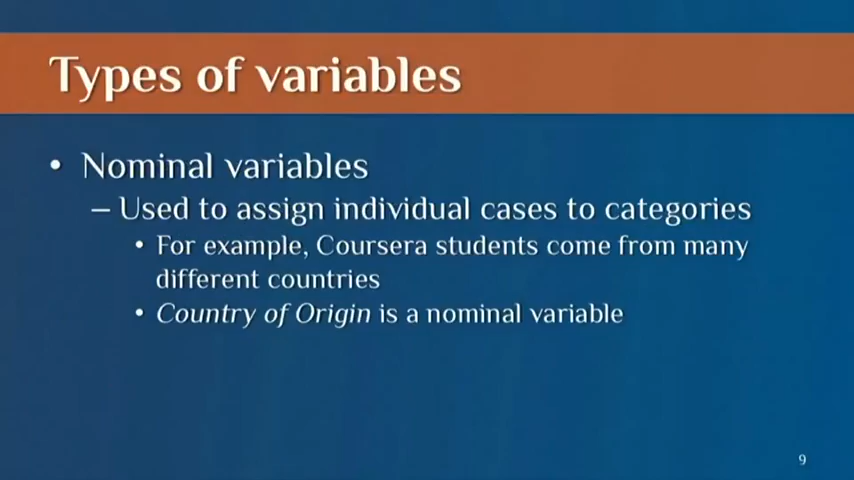 Types of variables
• Nominal variables
– Used to assign individual cases to categories
• For example, Coursera students come from many
different countries
• Country of Origin is a nominal variable
9